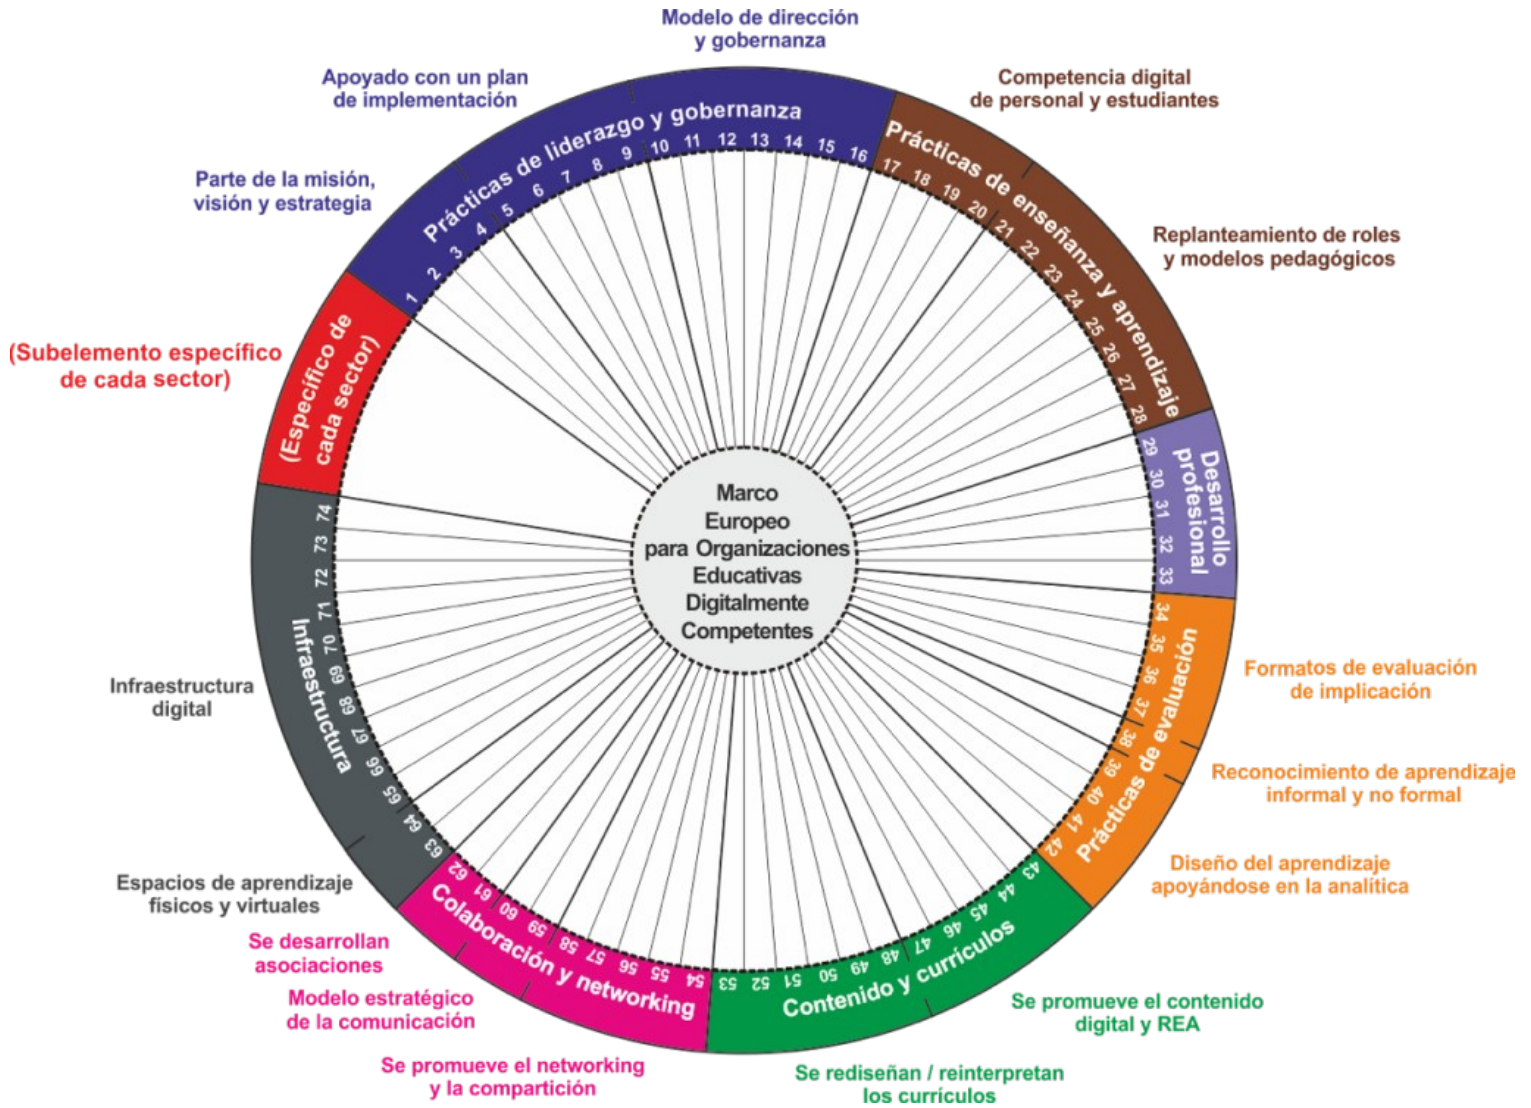 Modelo de dirección
y gobernanza
Apoyado con un plan
de implementación
Parte de la misión,
visión y estrategia
(Subelemento específico
de cada sector)
Competencia digital
de personal y estudiantes
Replanteamiento de roles
y modelos pedagógicos
Prácticas de liderazgo y gobernanza
1 2 3 4 5 6 7 8 9 10 11 12 13 14 15 16
Prácticas de enseñanza y aprendizaje
17 18 19 20 21 22 23 24 25 26 27 28
Desarrollo
profesional
29 30 31 32 33
Prácticas de evaluación
34 35 36 37 38 39 40 41 42
Formatos de evaluación
de implicación
Reconocimiento de aprendizaje
informal y no formal
Diseño del aprendizaje
apoyándose en la analítica
Contenido y currículos
43 44 45 46 47 48 49 50 51 52 53
Se promueve el contenido
digital y REA
Se rediseñan / reinterpretan
los currículos
Colaboración y networking
54 55 56 57 58 59 60 61 62
Se promueve el networking
y la compartición
Modelo estratégico
de la comunicación
Se desarrollan
asociaciones
Infraestructura
63 64 65 66 67 68 69 70 71 72 73 74
Espacios de aprendizaje
físicos y virtuales
Infraestructura
digital
(Específico de
cada sector)
Marco
Europeo
para Organizaciones
Educativas
Digitalmente
Competentes